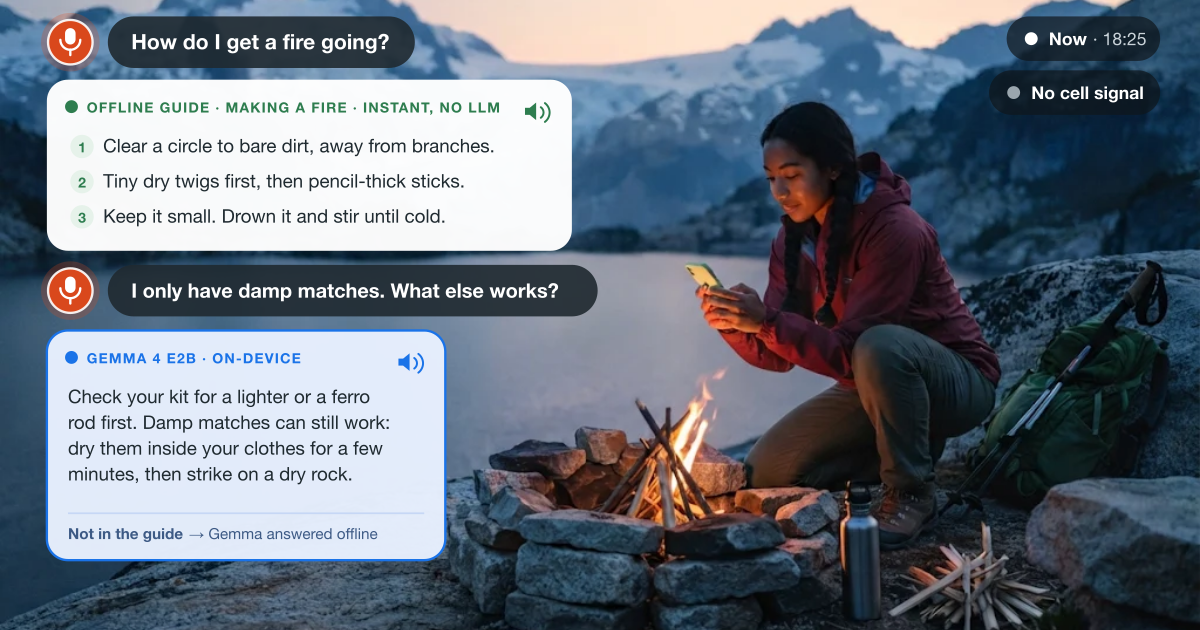 How do I get a fire going?
Now · 18:25
OFFLINE GUIDE · MAKING A FIRE · INSTANT, NO LLM
No cell signal
1 Clear a circle to bare dirt, away from branches.
2 Tiny dry twigs first, then pencil-thick sticks.
3 Keep it small. Drown it and stir until cold.
I only have damp matches. What else works?
GEMMA 4 E2B · ON-DEVICE
Check your kit for a lighter or a ferro
rod first. Damp matches can still work:
dry them inside your clothes for a few
minutes, then strike on a dry rock.
Not in the guide → Gemma answered offline